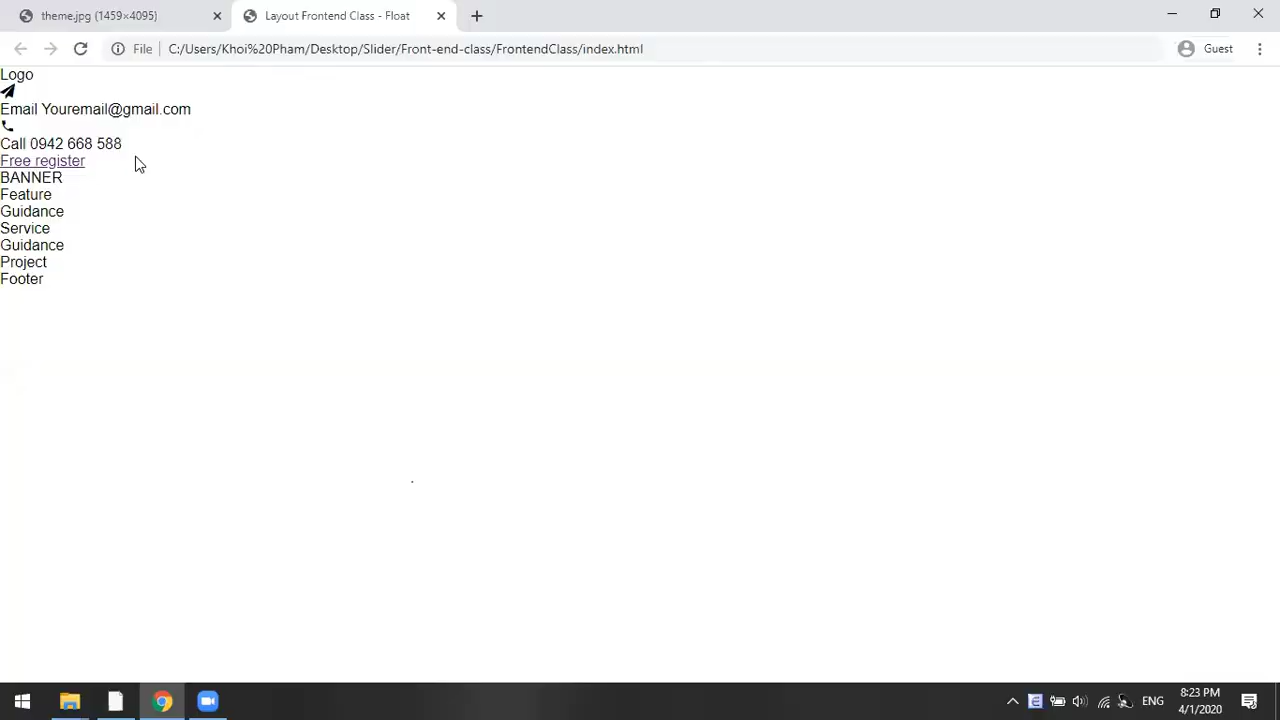 theme.jpg (1459×4095)
Layout Frontend Class - Float
File
C:/Users/Khoi%20Pham/Desktop/Slider/Front-end-class/FrontendClass/index.html
Guest
Logo
Email Youremail@gmail.com
Call 0942 668 588
Free register
BANNER
Feature
Guidance
Service
Guidance
Project
Footer
ENG
8:23 PM
4/1/2020